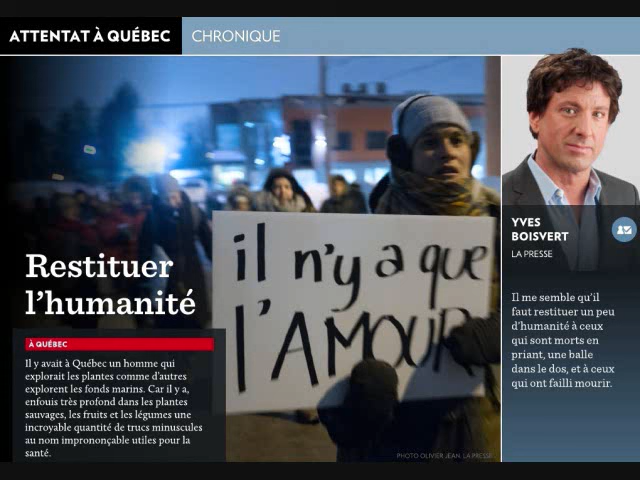 ATTENTAT À QUÉBEC CHRONIQUE
il n'y a que
l'AMOUR
Restituer
l'humanité
À QUÉBEC
Il y avait à Québec un homme qui
explorait les plantes comme d'autres
explorent les fonds marins. Car il y a,
enfouis très profond dans les plantes
sauvages, les fruits et les légumes une
incroyable quantité de trucs minuscules
au nom imprononçable utiles pour la
santé.
PHOTO OLIVIER JEAN, LA PRESSE
YVES
BOISVERT
LA PRESSE
Il me semble qu'il
faut restituer un peu
d'humanité à ceux
qui sont morts en
priant, une balle
dans le dos, et à ceux
qui ont failli mourir.